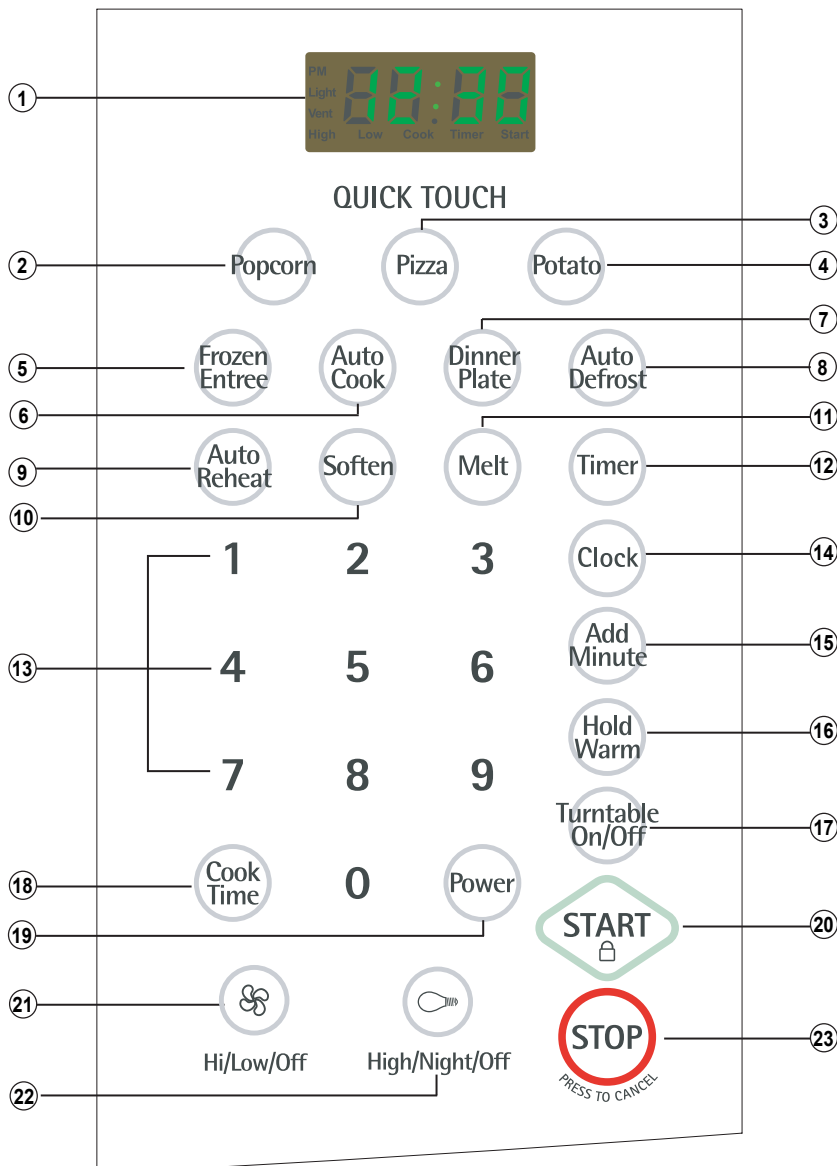 PM
Light
Vent
High Low Cook Timer Start
12:30
1
QUICK TOUCH
3
2
Popcorn
Pizza
Potato
4
7
5
Frozen
Entree
Auto
Cook
Dinner
Plate
Auto
Defrost
8
6
11
9
Auto
Reheat
Soften
Melt
Timer
12
10
1 2 3
Clock
14
Add
Minute
15
13
4 5 6
Hold
Warm
16
7 8 9
Turntable
On/Off
17
18
Cook
Time
0
Power
START
20
19
21
STOP
23
Hi/Low/Off
High/Night/Off
PRESS TO CANCEL
22